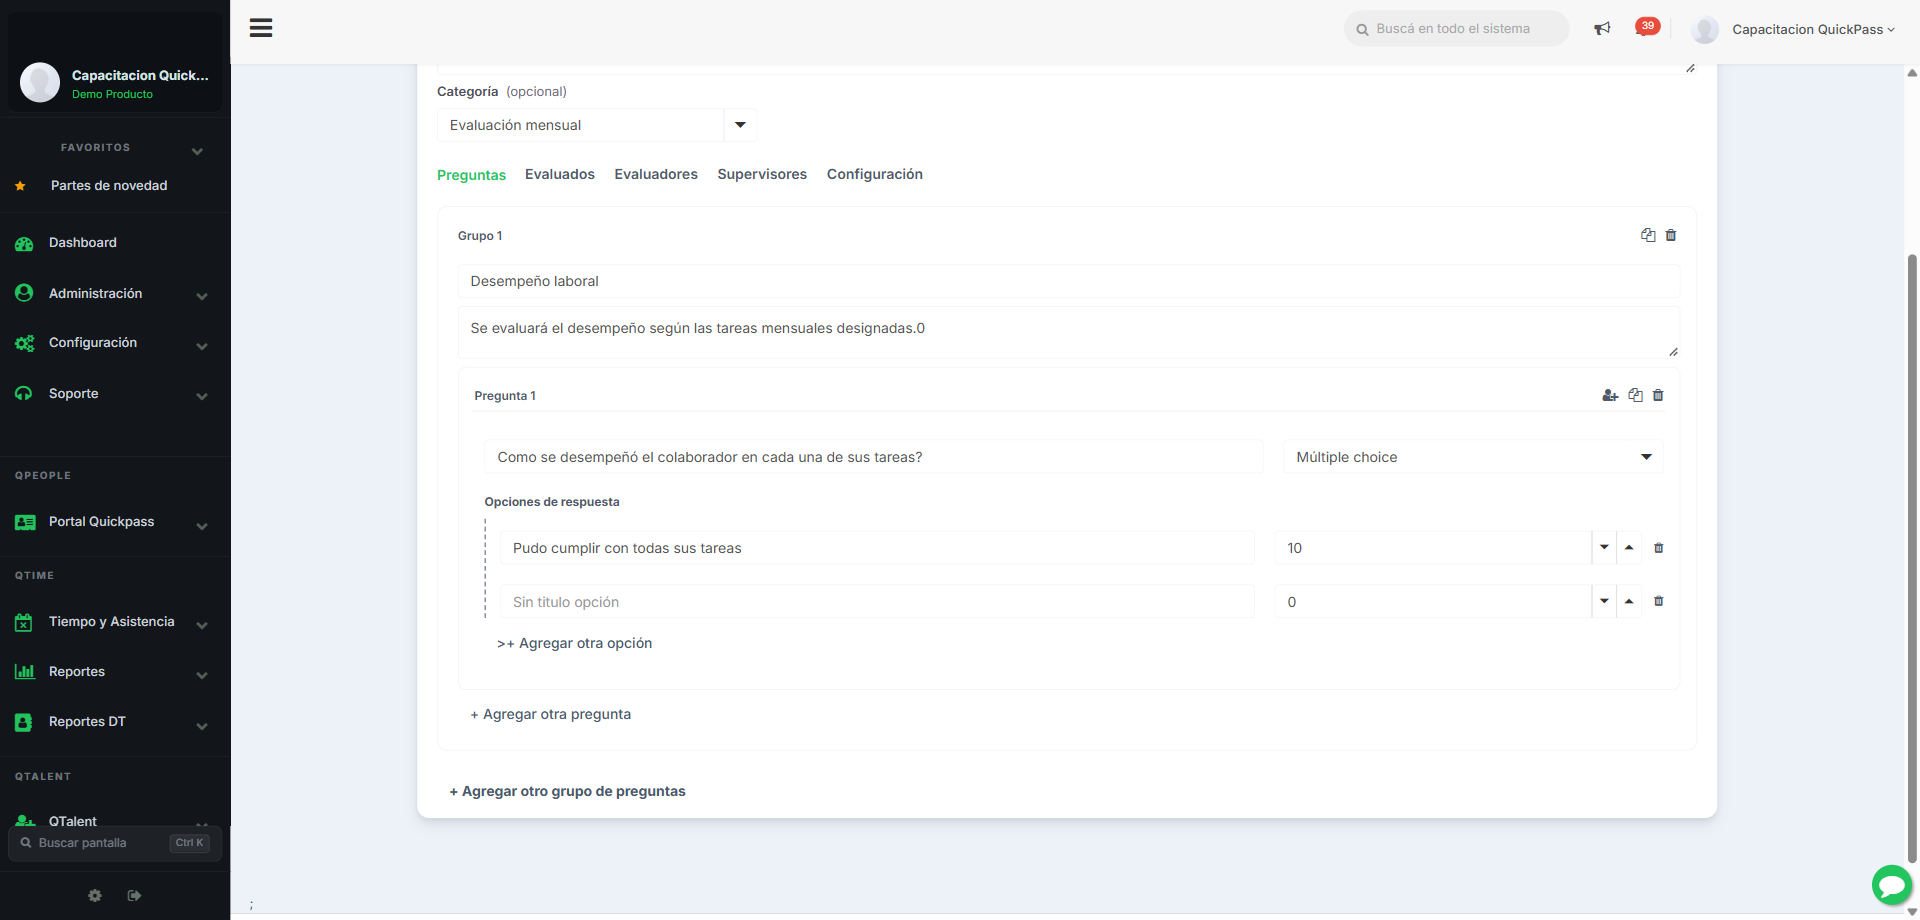 Capacitacion Quick...
Demo Producto
FAVORITOS
Partes de novedad
Dashboard
Administración
Configuración
Soporte
QPEOPLE
Portal Quickpass
QTIME
Tiempo y Asistencia
Reportes
Reportes DT
QTALENT
QTalent
Buscar pantalla
Ctrl K
Buscá en todo el sistema
39
Capacitacion QuickPass
Categoría (opcional)
Evaluación mensual
Preguntas Evaluados Evaluadores Supervisores Configuración
Grupo 1
Desempeño laboral
Se evaluará el desempeño según las tareas mensuales designadas.0
Pregunta 1
Como se desempeñó el colaborador en cada una de sus tareas?
Múltiple choice
Opciones de respuesta
Pudo cumplir con todas sus tareas
10
Sin titulo opción
0
>+ Agregar otra opción
+ Agregar otra pregunta
+ Agregar otro grupo de preguntas
;